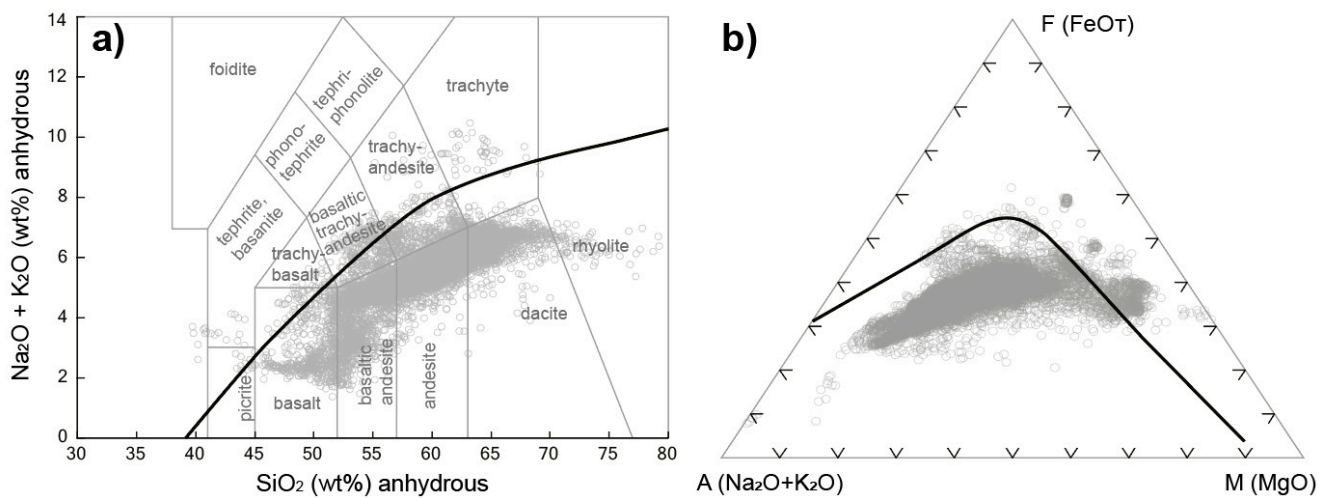 a)
14
12
10
8
6
4
2
0
Na₂O + K₂O (wt%) anhydrous
foidite
tephri-
phonolite
trachyte
phono-
tephrite
trachy-
andesite
tephrite,
basanite
basaltic
trachy-
andesite
trachy-
basalt
rhyolite
dacite
picrite
basalt
basaltic
andesite
andesite
30 35 40 45 50 55 60 65 70 75 80
SiO₂ (wt%) anhydrous
b)
F (FeOT)
A (Na₂O+K₂O)
M (MgO)